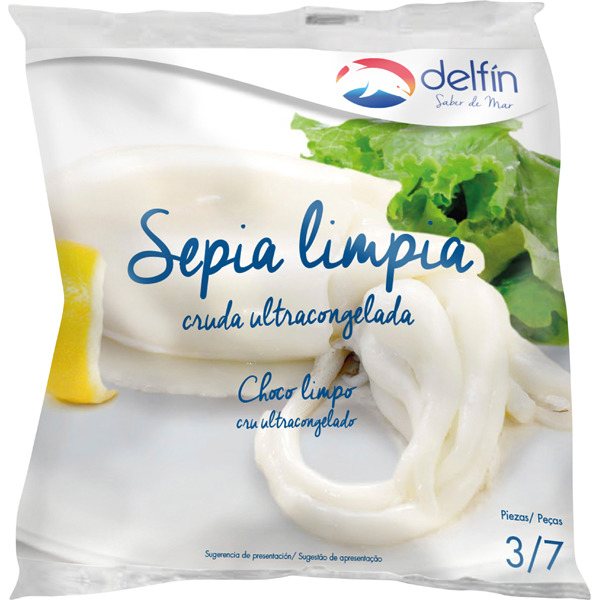 delfín
Saber de Mar
Sepia limpia
cruda ultracongelada
Choco limpo
cru ultracongelado
Piezas/ Peças
3/7
Sugerencia de presentación/ Sugestão de apresentação